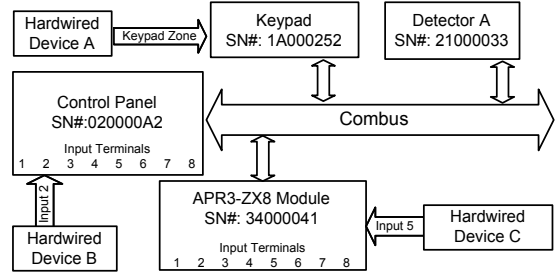 Hardwired
Device A
Keypad Zone
Keypad
SN#: 1A000252
Detector A
SN#: 21000033
Control Panel
SN#:020000A2
Input Terminals
1 2 3 4 5 6 7 8
Combus
Input 2
Hardwired
Device B
APR3-ZX8 Module
SN#: 34000041
Input Terminals
1 2 3 4 5 6 7 8
Input 5
Hardwired
Device C